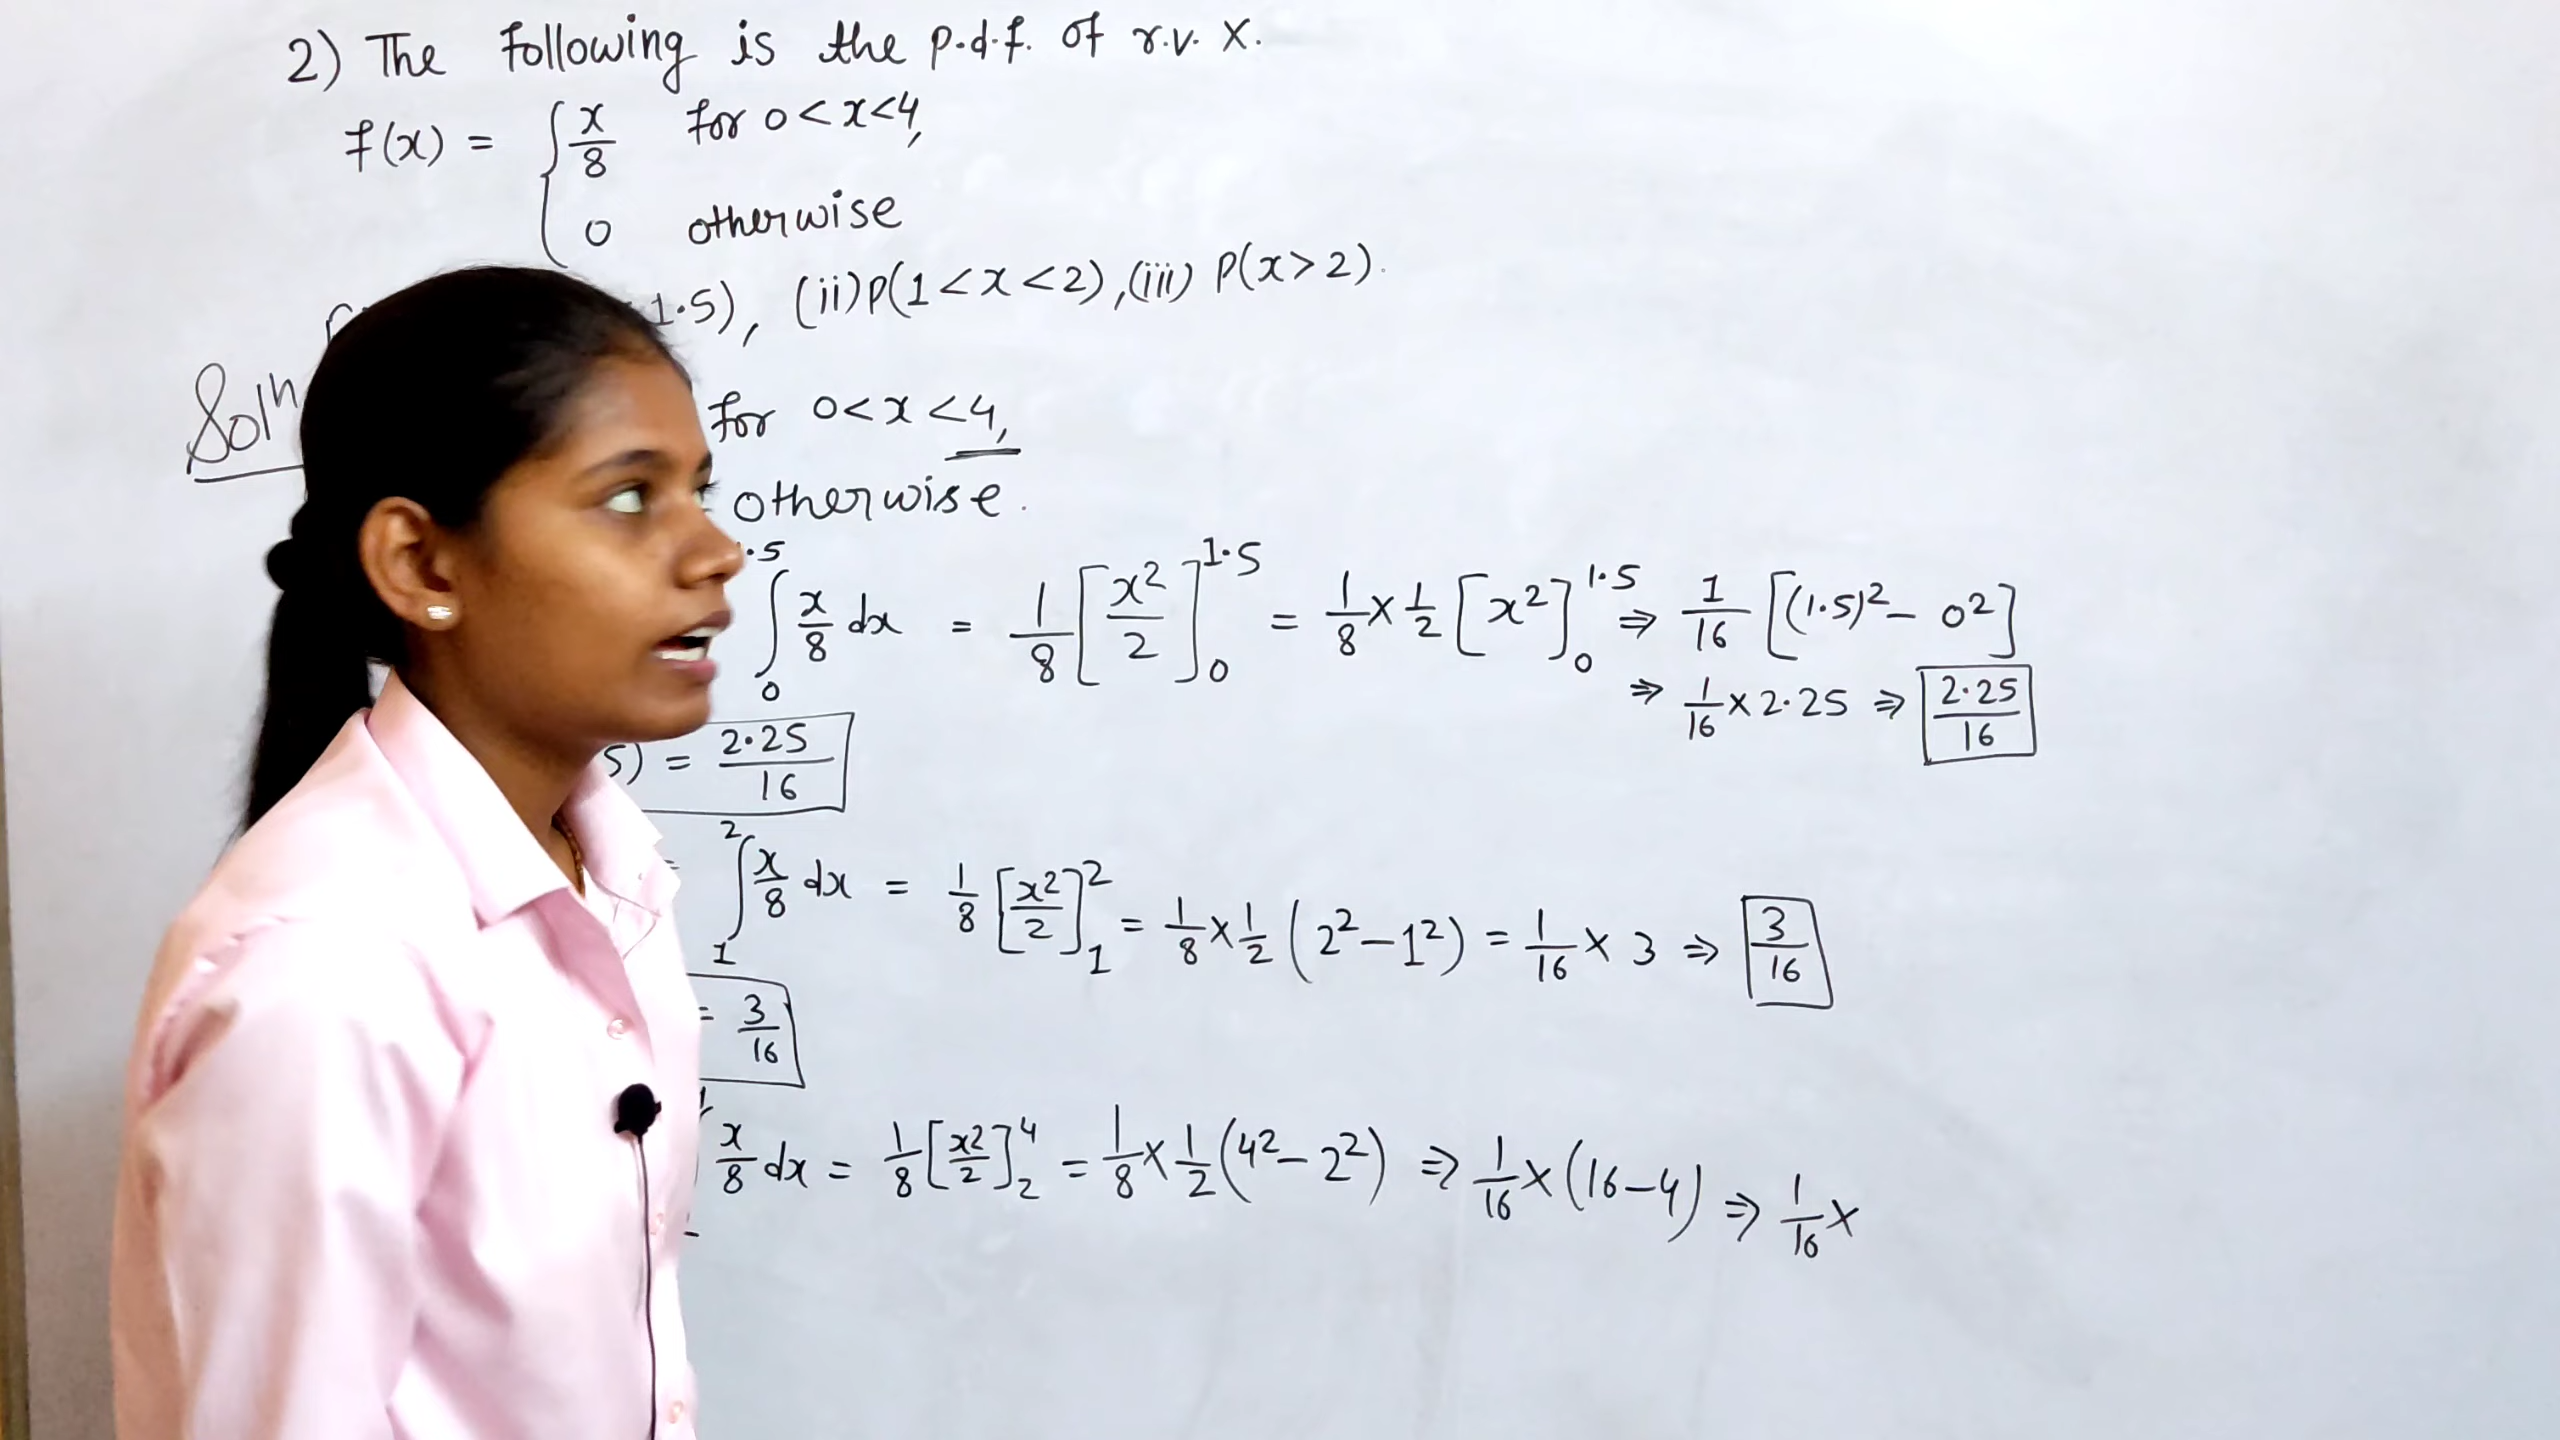 2) The following is the p.d.f. of r.v. X.
f(x) = { x/8 for 0 < x < 4,
0 otherwise
1.5), (ii) P(1 < x < 2), (iii) P(x > 2).
Solⁿ for 0 < x < 4,
otherwise.
∫₀^1.5 x/8 dx = 1/8 [x²/2]₀^1.5 = 1/8 × 1/2 [x²]₀^1.5 ⇒ 1/16 [(1.5)² - 0²]
⇒ 1/16 × 2.25 ⇒ 2.25/16
5) = 2.25/16
= ∫₁² x/8 dx = 1/8 [x²/2]₁² = 1/8 × 1/2 (2² - 1²) = 1/16 × 3 ⇒ 3/16
= 3/16
x/8 dx = 1/8 [x²/2]₂⁴ = 1/8 × 1/2 (4² - 2²) ⇒ 1/16 × (16 - 4) ⇒ 1/16 ×